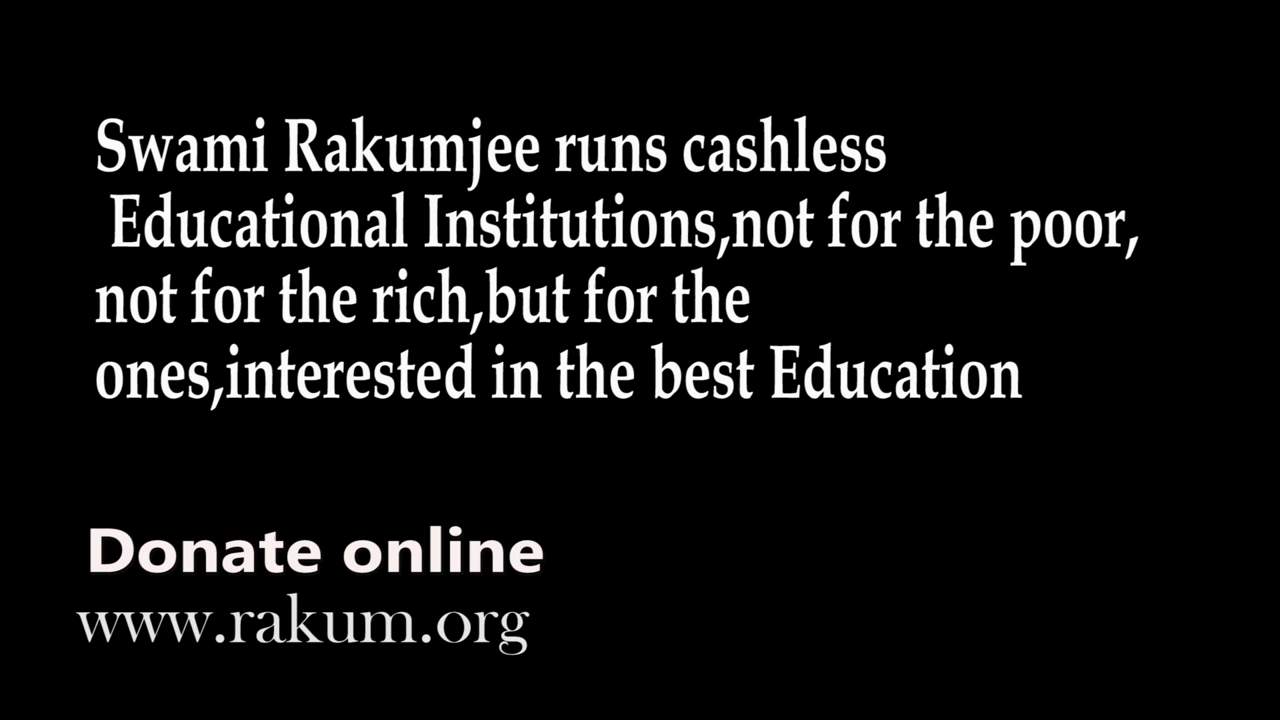 Swami Rakumjee runs cashless
Educational Institutions,not for the poor,
not for the rich,but for the
ones,interested in the best Education
Donate online
www.rakum.org